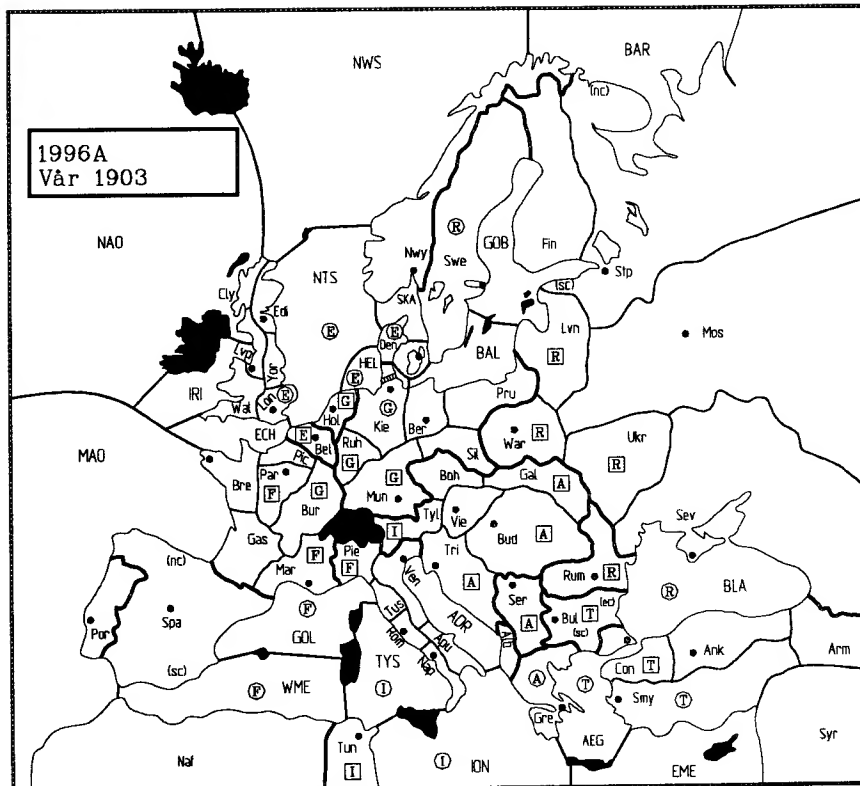 BAR
NWS
(nc)
1996A
Vår 1903
NAO
R
GOB
Fin
Nwy
Swe
Stp
NTS
(sc)
Cly
SKA
Edi
Lvn
Mos
E
E
Den
BAL
R
Lvp
Yor
HEL
E
IRI
E
Pru
Wal
Lon
G
G
Hol
Kie
Ber
War
R
Ukr
ECH
E
Bel
Ruh
Sil
MAO
Pic
G
G
Boh
Gal
R
Par
Bre
F
G
Mun
A
Bur
Tyl
Vie
Sev
Gas
I
Bud
A
(nc)
F
Pie
Tri
Mar
F
Ven
Rum
R
BLA
A
Ser
R
Spa
F
Tus
ADR
Bul
T
(ec)
Por
GOL
Rom
(sc)
A
Alb
TYS
Apu
Con
T
Ank
Arm
(sc)
Nap
WME
F
I
A
T
Smy
T
Gre
Tun
AEG
Syr
Naf
I
I
ION
EME